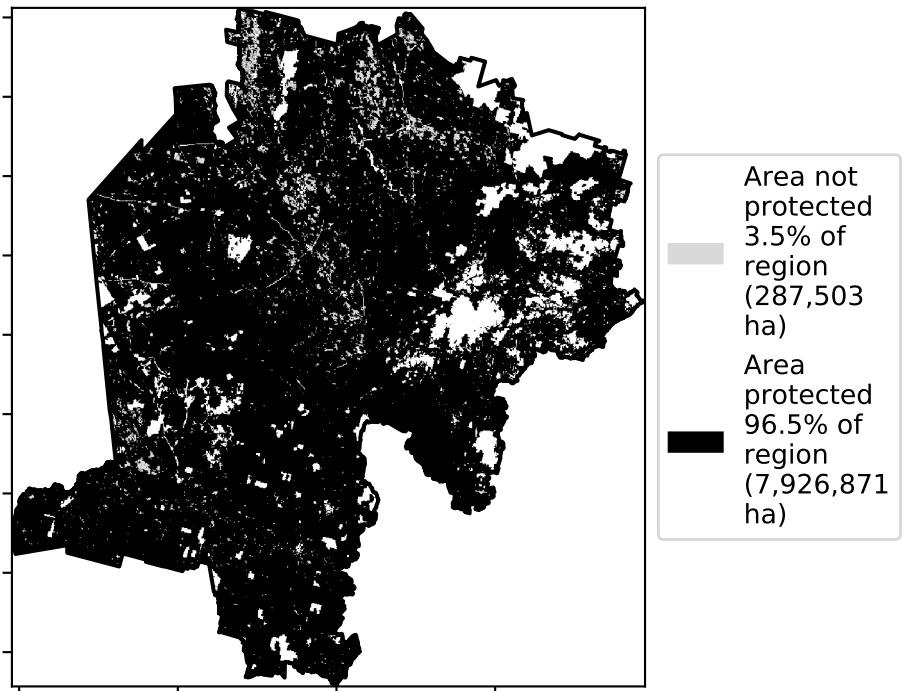 Area not
protected
3.5% of
region
(287,503
ha)
Area
protected
96.5% of
region
(7,926,871
ha)